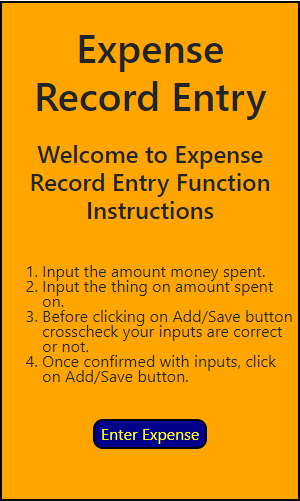 Expense
Record Entry
Welcome to Expense
Record Entry Function
Instructions
1. Input the amount money spent.
2. Input the thing on amount spent
on.
3. Before clicking on Add/Save button
crosscheck your inputs are correct
or not.
4. Once confirmed with inputs, click
on Add/Save button.
Enter Expense